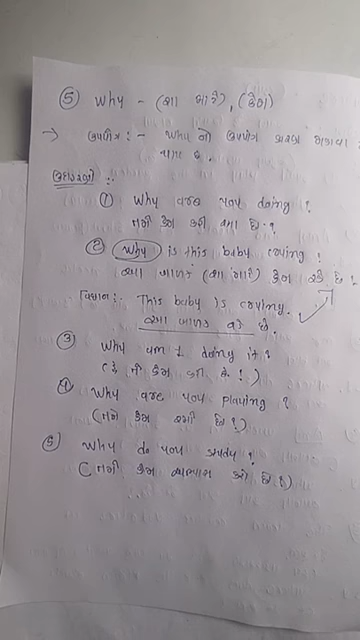 ⑤ Why - (શા માટે), (કેમ)
→ ઉપયોગ :- Why નો ઉપયોગ કારણ જાણવા
થાય છે.
ઉદાહરણો :-
① Why are you doing ?
તમે કેમ કરી રહ્યા છો ?
② Why is this baby crying ?
આ બાળક (શા માટે) કેમ રડે છે ?
વિધાન :- This baby is crying.
આ બાળક રડે છે.
③ Why am I doing it ?
(હું તે કેમ કરું છું ?)
④ Why are you playing ?
(તમે કેમ રમો છો ?)
⑤ Why do you study ?
(તમે કેમ અભ્યાસ કરો છો ?)